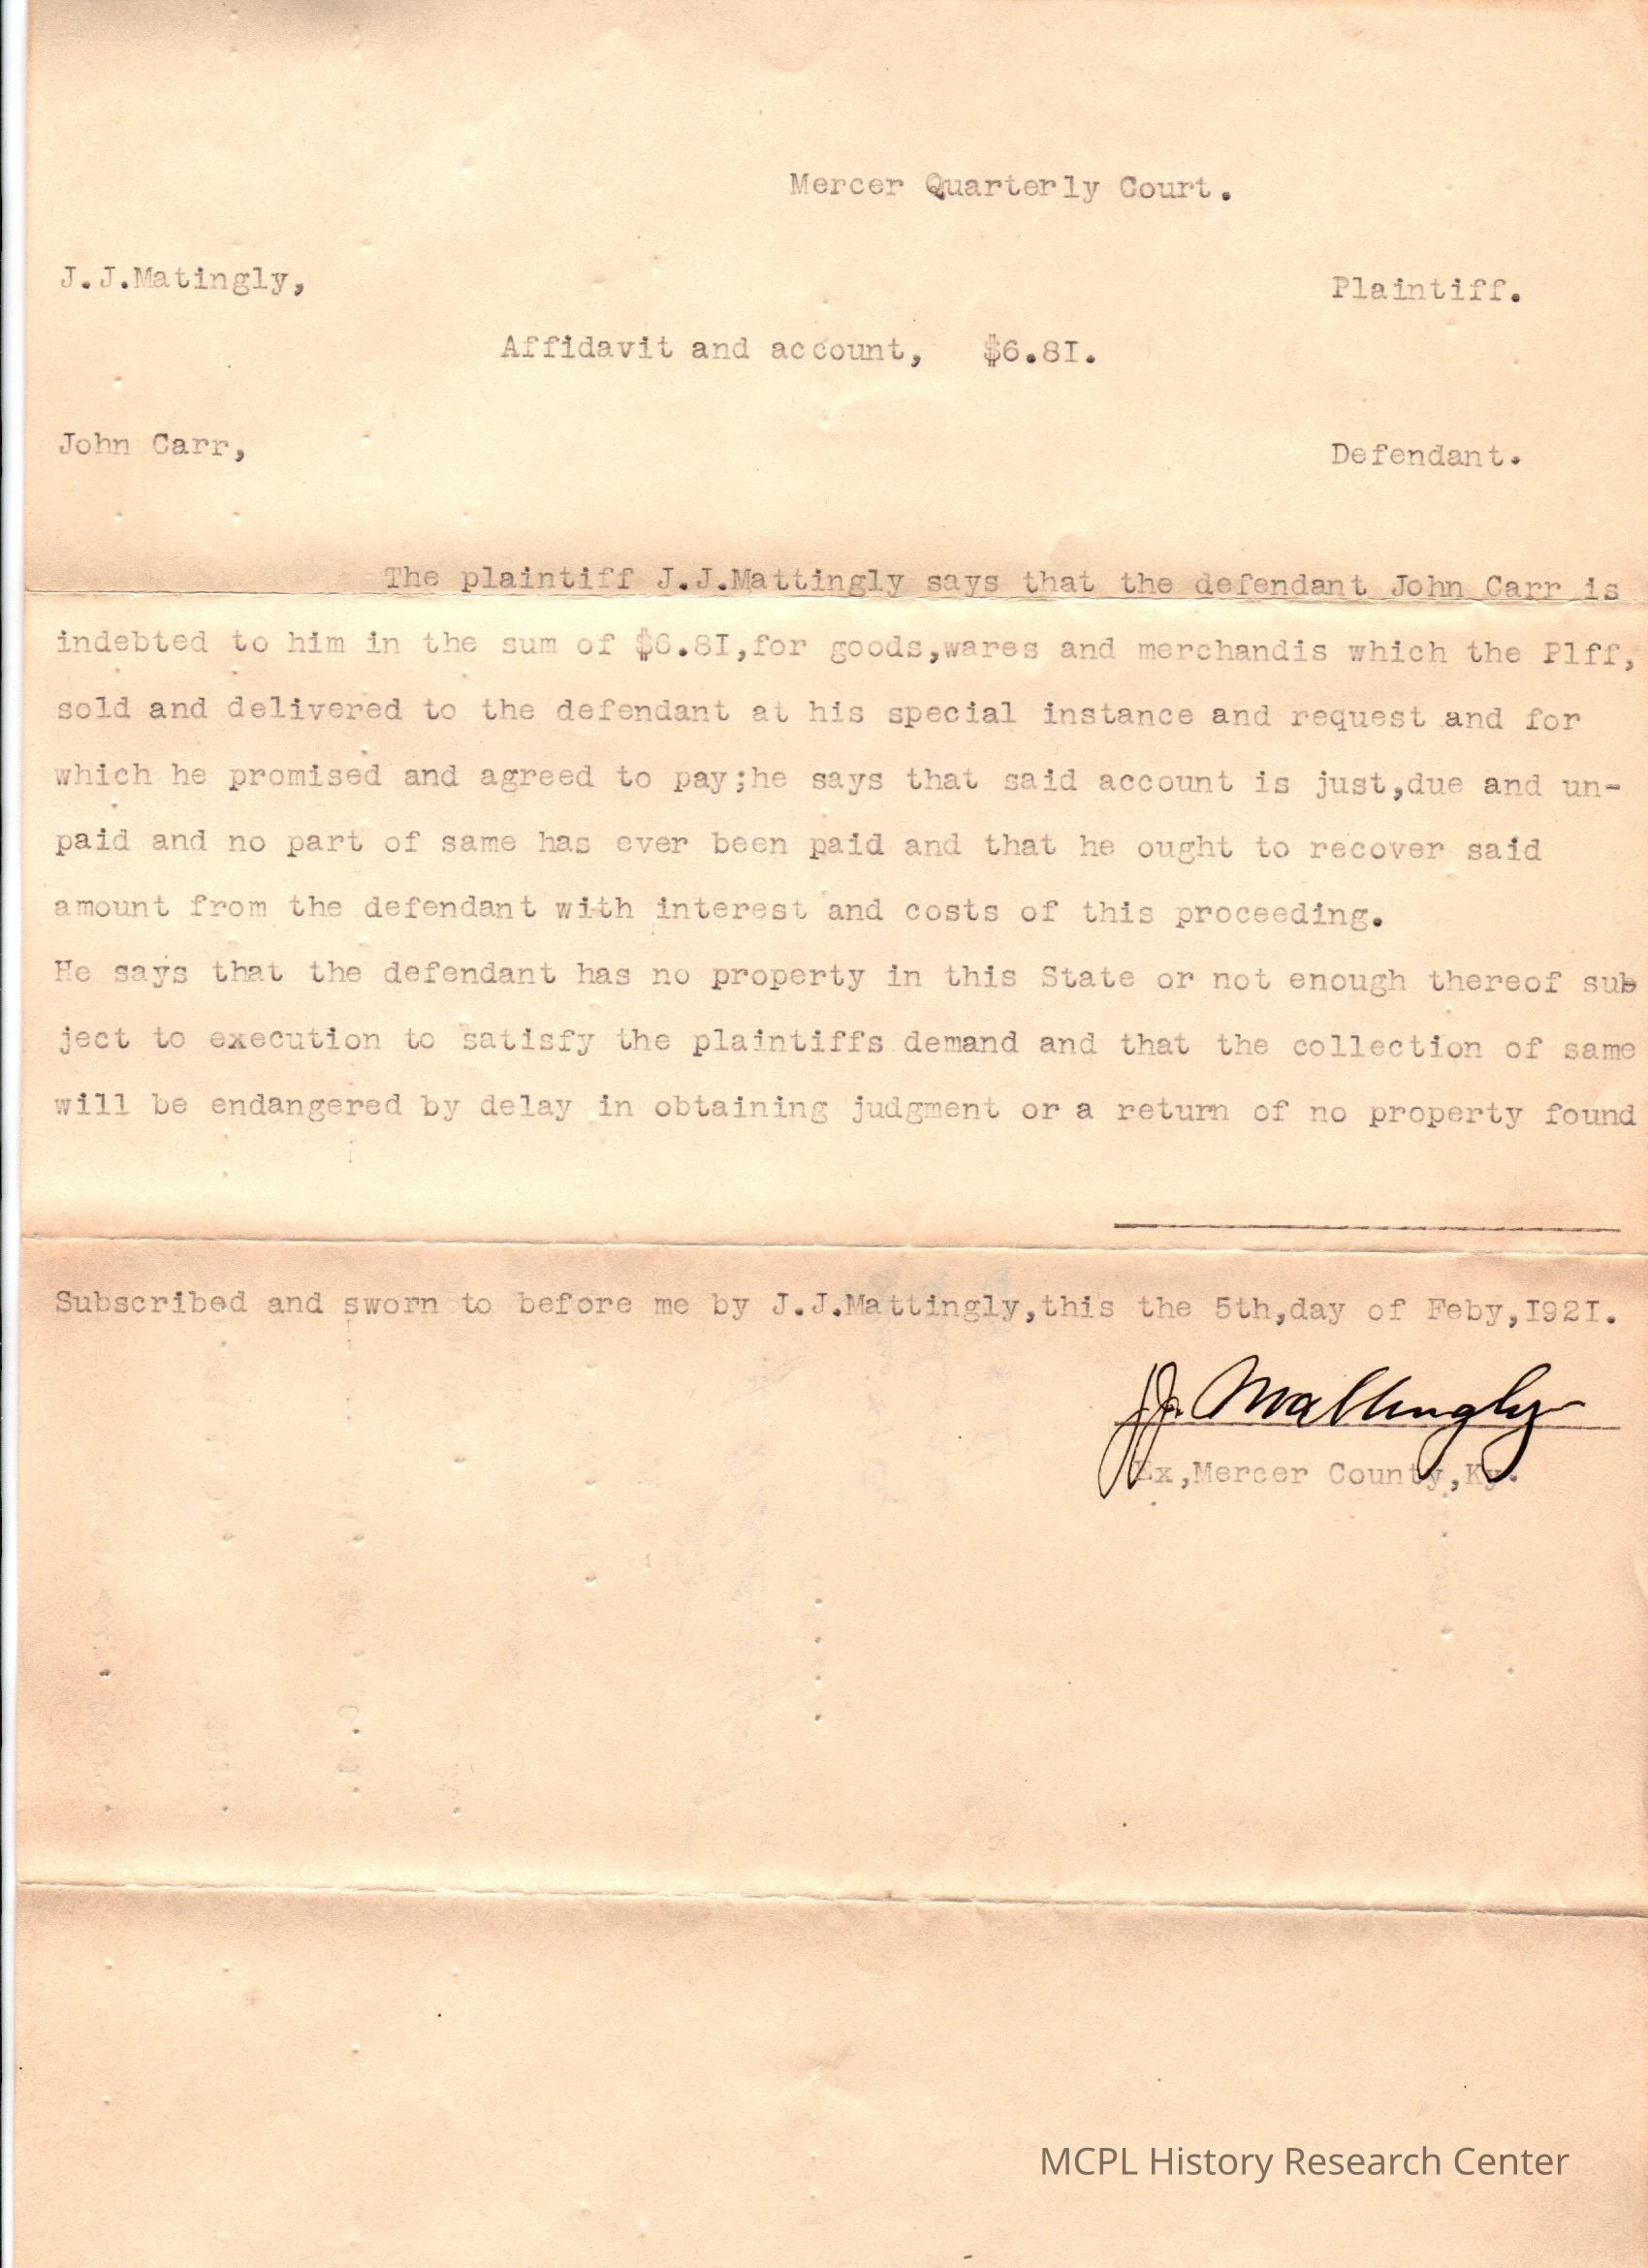 Mercer Quarterly Court.
J.J.Matingly, Plaintiff.
Affidavit and account, $6.8I.
John Carr, Defendant.
The plaintiff J.J.Mattingly says that the defendant John Carr is
indebted to him in the sum of $6.8I,for goods,wares and merchandis which the Plff,
sold and delivered to the defendant at his special instance and request and for
which he promised and agreed to pay;he says that said account is just,due and un-
paid and no part of same has ever been paid and that he ought to recover said
amount from the defendant with interest and costs of this proceeding.
He says that the defendant has no property in this State or not enough thereof sub
ject to execution to satisfy the plaintiffs demand and that the collection of same
will be endangered by delay in obtaining judgment or a return of no property found
Subscribed and sworn to before me by J.J.Mattingly,this the 5th,day of Feby,I92I.
J.J. Mattingly
Ex,Mercer County,Ky.
MCPL History Research Center